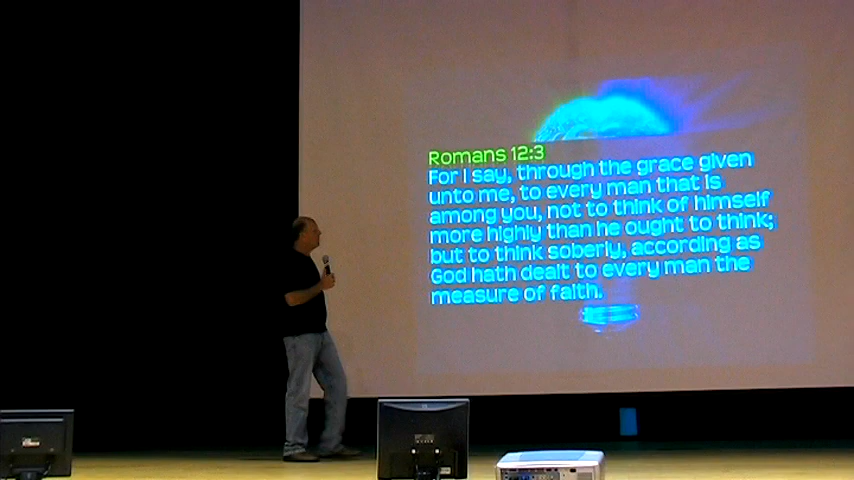 Romans 12:3
For I say, through the grace given
unto me, to every man that is
among you, not to think of himself
more highly than he ought to think;
but to think soberly, according as
God hath dealt to every man the
measure of faith.